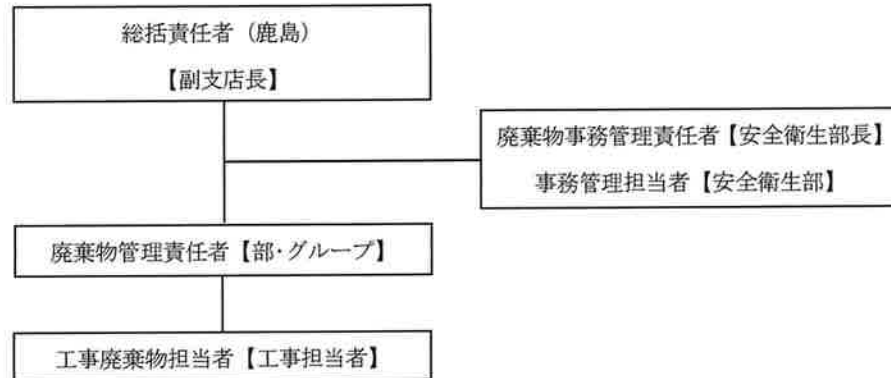 総括責任者（鹿島）
【副支店長】
廃棄物事務管理責任者【安全衛生部長】
事務管理担当者【安全衛生部】
廃棄物管理責任者【部･グループ】
工事廃棄物担当者【工事担当者】